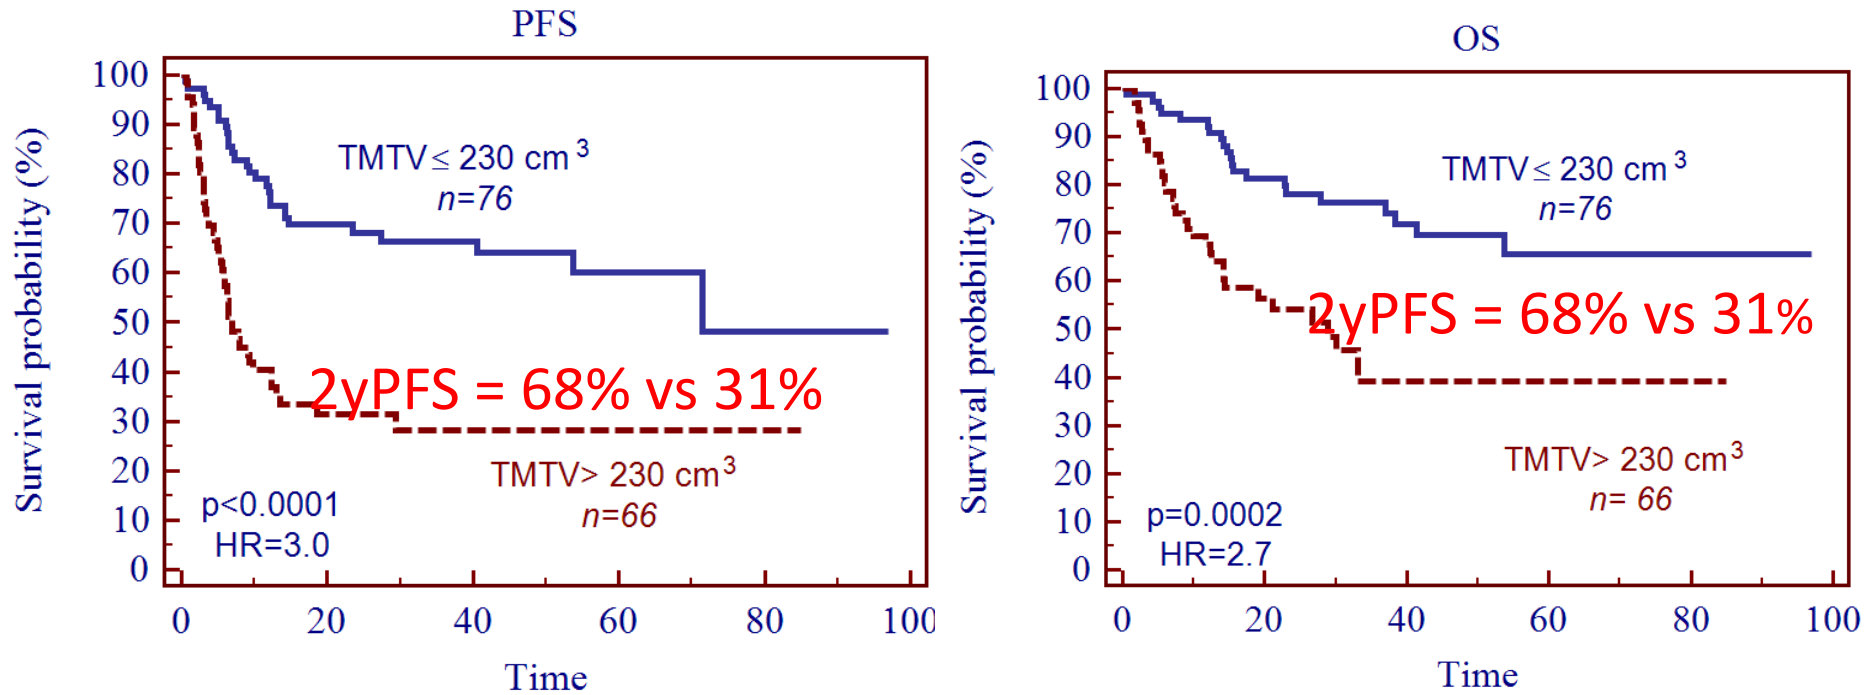 PFS
Survival probability (%)
100
90
80
70
60
50
40
30
20
10
0
TMTV ≤ 230 cm³
n=76
2yPFS = 68% vs 31%
TMTV> 230 cm³
n=66
p<0.0001
HR=3.0
0 20 40 60 80 100
Time
OS
Survival probability (%)
100
90
80
70
60
50
40
30
20
10
0
TMTV ≤ 230 cm³
n=76
2yPFS = 68% vs 31%
TMTV> 230 cm³
n= 66
p=0.0002
HR=2.7
0 20 40 60 80 100
Time